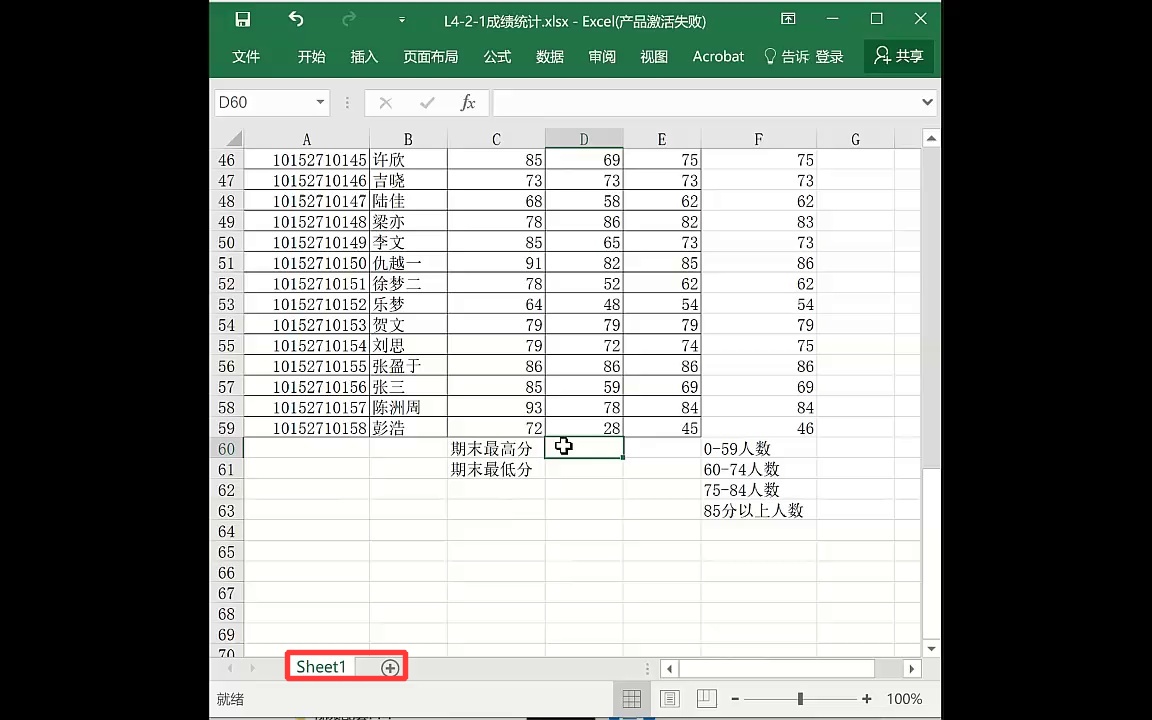 L4-2-1成绩统计.xlsx - Excel(产品激活失败)
文件 开始 插入 页面布局 公式 数据 审阅 视图 Acrobat 告诉 登录 共享
D60 fx
A B C D E F G
46 10152710145 许欣 85 69 75 75
47 10152710146 吉晓 73 73 73 73
48 10152710147 陆佳 68 58 62 62
49 10152710148 梁亦 78 86 82 83
50 10152710149 李文 85 65 73 73
51 10152710150 仇越一 91 82 85 86
52 10152710151 徐梦二 78 52 62 62
53 10152710152 乐梦 64 48 54 54
54 10152710153 贺文 79 79 79 79
55 10152710154 刘思 79 72 74 75
56 10152710155 张盈于 86 86 86 86
57 10152710156 张三 85 59 69 69
58 10152710157 陈洲周 93 78 84 84
59 10152710158 彭浩 72 28 45 46
60 期末最高分 0-59人数
61 期末最低分 60-74人数
62 75-84人数
63 85分以上人数
64
65
66
67
68
69
70
Sheet1
就绪 100%